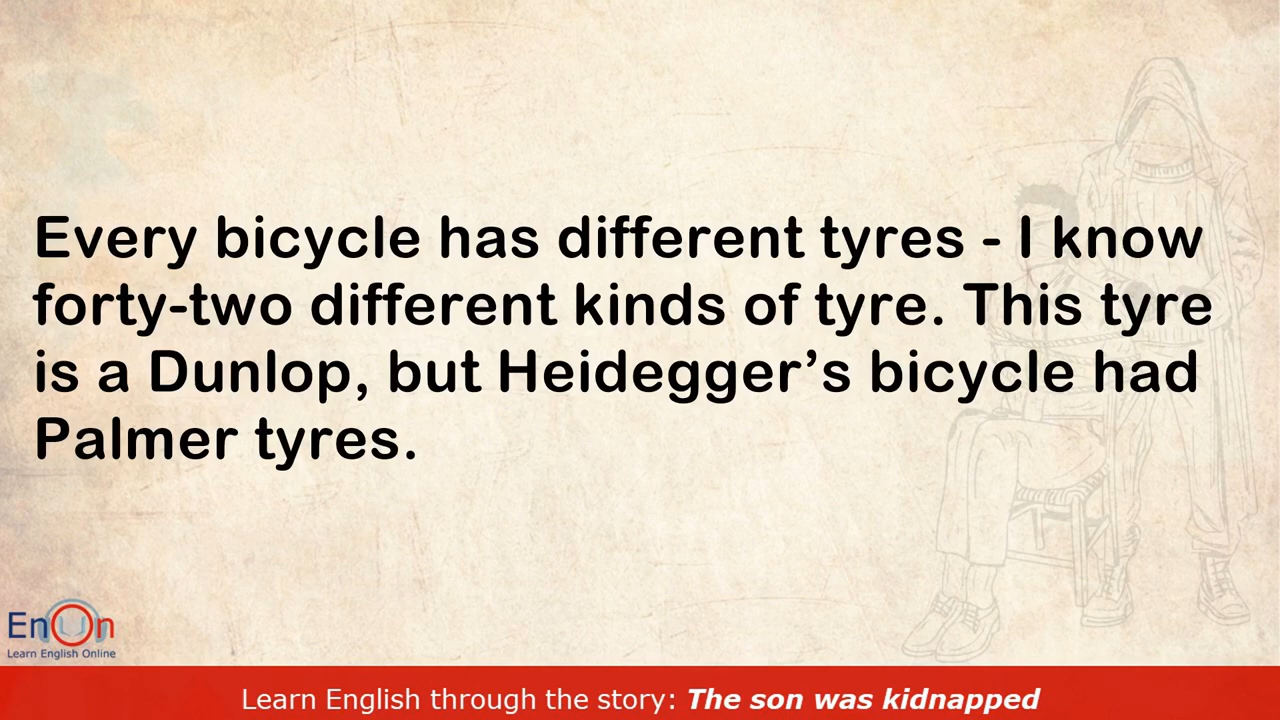 Every bicycle has different tyres - I know
forty-two different kinds of tyre. This tyre
is a Dunlop, but Heidegger’s bicycle had
Palmer tyres.
EnOn
Learn English Online
Learn English through the story: The son was kidnapped